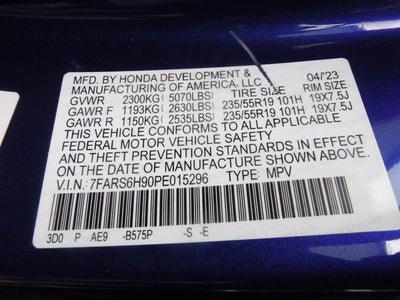 MFD. BY HONDA DEVELOPMENT &
MANUFACTURING OF AMERICA, LLC 04/'23
GVWR 2300KG (5070LBS) TIRE SIZE RIM SIZE
GAWR F 1193KG (2630LBS) 235/55R19 101H 19X7.5J
GAWR R 1150KG (2535LBS) 235/55R19 101H 19X7.5J
THIS VEHICLE CONFORMS TO ALL APPLICABLE
FEDERAL MOTOR VEHICLE SAFETY
AND THEFT PREVENTION STANDARDS IN EFFECT
ON THE DATE OF MANUFACTURE SHOWN ABOVE.
V.I.N.: 7FARS6H90PE015296 TYPE: MPV
3D0 P AE9 -B575P -S -E